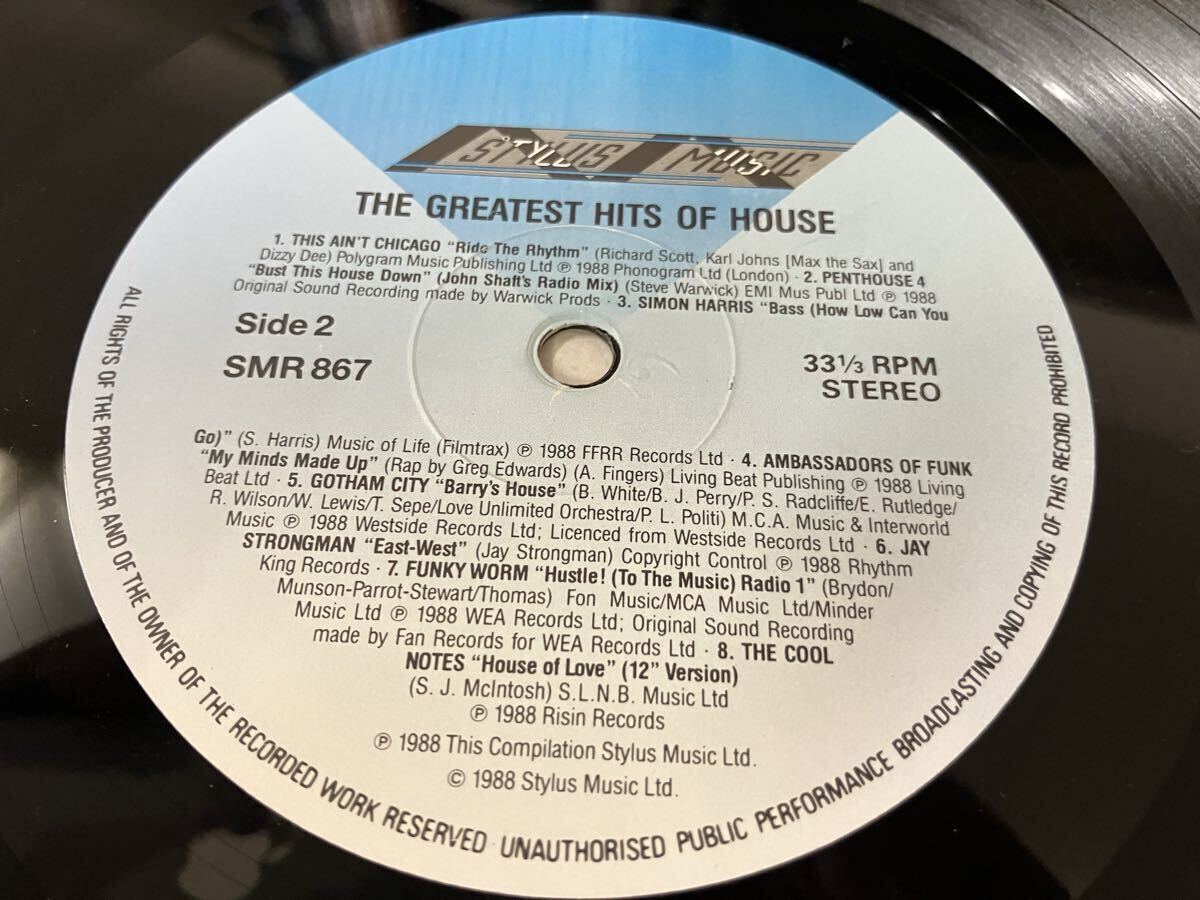 STYLUS MUSIC
THE GREATEST HITS OF HOUSE
1. THIS AIN'T CHICAGO "Ride The Rhythm" (Richard Scott, Karl Johns [Max the Sax] and
Dizzy Dee) Polygram Music Publishing Ltd ℗ 1988 Phonogram Ltd (London) · 2. PENTHOUSE 4
"Bust This House Down" (John Shaft's Radio Mix) (Steve Warwick) EMI Mus Publ Ltd ℗ 1988
Original Sound Recording made by Warwick Prods · 3. SIMON HARRIS "Bass (How Low Can You
Side 2
SMR 867
33⅓ RPM
STEREO
Go)" (S. Harris) Music of Life (Filmtrax) ℗ 1988 FFRR Records Ltd · 4. AMBASSADORS OF FUNK
"My Minds Made Up" (Rap by Greg Edwards) (A. Fingers) Living Beat Publishing ℗ 1988 Living
Beat Ltd · 5. GOTHAM CITY "Barry's House" (B. White/B. J. Perry/P. S. Radcliffe/E. Rutledge/
R. Wilson/W. Lewis/T. Sepe/Love Unlimited Orchestra/P. L. Politi) M.C.A. Music & Interworld
Music ℗ 1988 Westside Records Ltd; Licenced from Westside Records Ltd · 6. JAY
STRONGMAN "East-West" (Jay Strongman) Copyright Control ℗ 1988 Rhythm
King Records · 7. FUNKY WORM "Hustle! (To The Music) Radio 1" (Brydon/
Munson-Parrot-Stewart/Thomas) Fon Music/MCA Music Ltd/Minder
Music Ltd ℗ 1988 WEA Records Ltd; Original Sound Recording
made by Fan Records for WEA Records Ltd · 8. THE COOL
NOTES "House of Love" (12" Version)
(S. J. McIntosh) S.L.N.B. Music Ltd
℗ 1988 Risin Records
℗ 1988 This Compilation Stylus Music Ltd.
© 1988 Stylus Music Ltd.
ALL RIGHTS OF THE PRODUCER AND OF THE OWNER OF THE RECORDED WORK RESERVED · UNAUTHORISED PUBLIC PERFORMANCE BROADCASTING AND COPYING OF THIS RECORD PROHIBITED